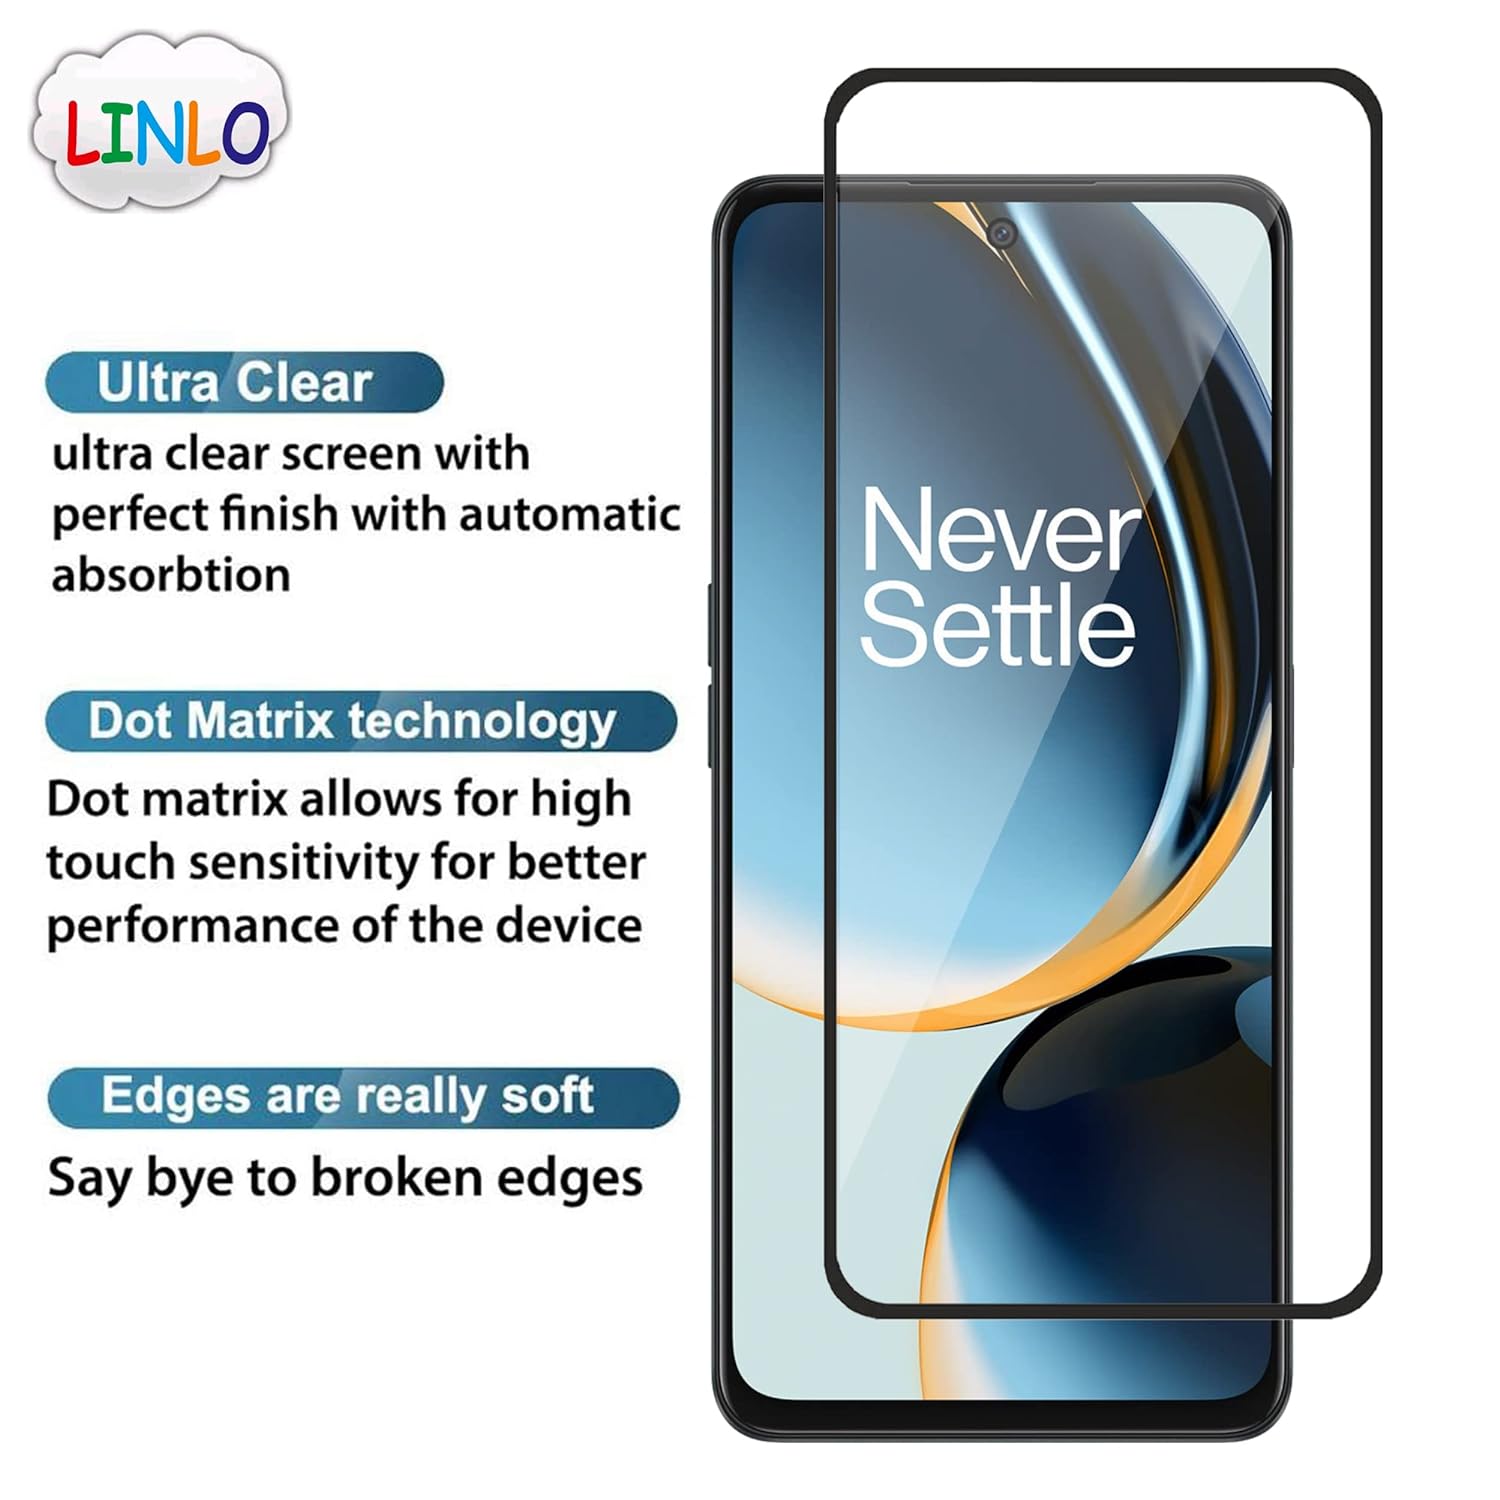 LINLO
Ultra Clear
ultra clear screen with
perfect finish with automatic
absorbtion
Dot Matrix technology
Dot matrix allows for high
touch sensitivity for better
performance of the device
Edges are really soft
Say bye to broken edges
Never
Settle